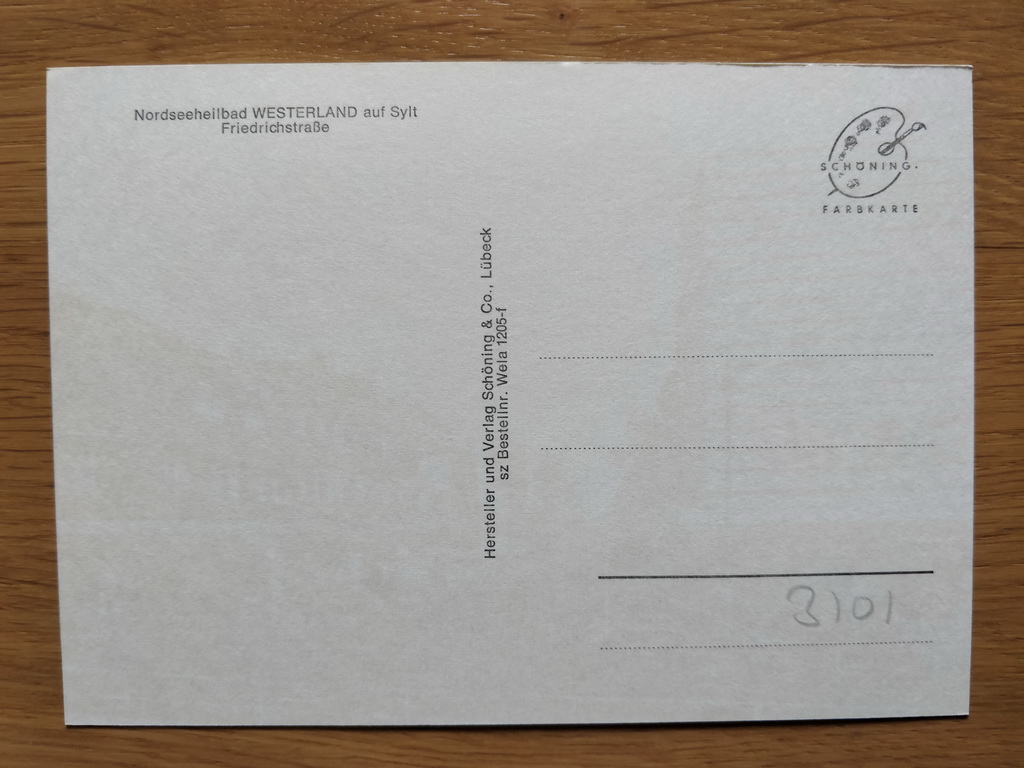 Nordseeheilbad WESTERLAND auf Sylt
Friedrichstraße
SCHÖNING.
FARBKARTE
Hersteller und Verlag Schöning & Co., Lübeck
sz Bestellnr. Wela 1205-f
3101